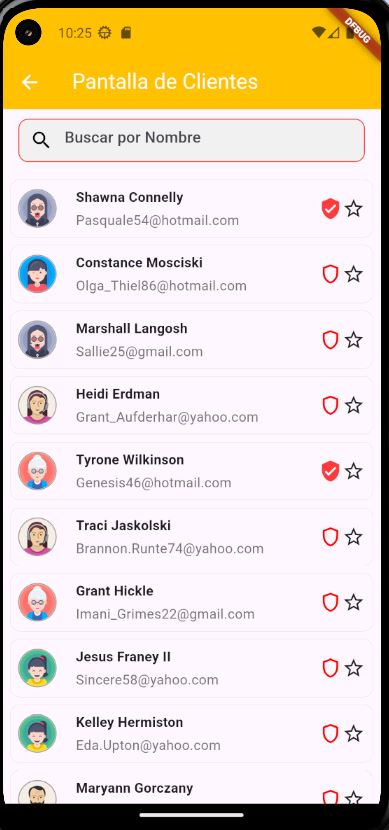 10:25
DEBUG
Pantalla de Clientes
Buscar por Nombre
Shawna Connelly
Pasquale54@hotmail.com
Constance Mosciski
Olga_Thiel86@hotmail.com
Marshall Langosh
Sallie25@gmail.com
Heidi Erdman
Grant_Aufderhar@yahoo.com
Tyrone Wilkinson
Genesis46@hotmail.com
Traci Jaskolski
Brannon.Runte74@yahoo.com
Grant Hickle
Imani_Grimes22@gmail.com
Jesus Franey II
Sincere58@yahoo.com
Kelley Hermiston
Eda.Upton@yahoo.com
Maryann Gorczany